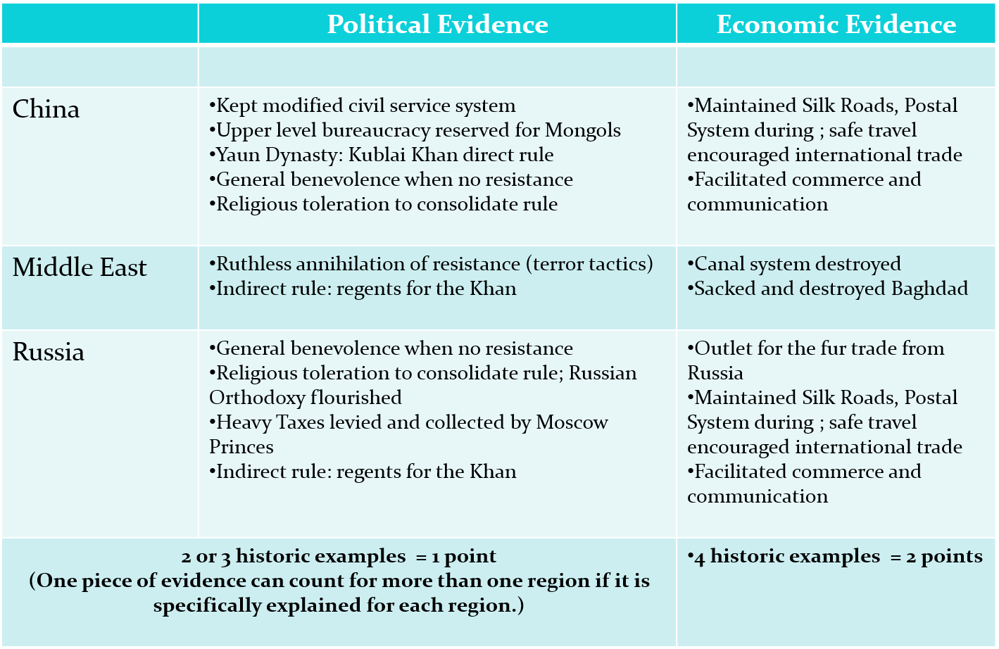 Political Evidence
Economic Evidence
China
•Kept modified civil service system
•Upper level bureaucracy reserved for Mongols
•Yaun Dynasty: Kublai Khan direct rule
•General benevolence when no resistance
•Religious toleration to consolidate rule
•Maintained Silk Roads, Postal
System during ; safe travel
encouraged international trade
•Facilitated commerce and
communication
Middle East
•Ruthless annihilation of resistance (terror tactics)
•Indirect rule: regents for the Khan
•Canal system destroyed
•Sacked and destroyed Baghdad
Russia
•General benevolence when no resistance
•Religious toleration to consolidate rule; Russian
Orthodoxy flourished
•Heavy Taxes levied and collected by Moscow
Princes
•Indirect rule: regents for the Khan
•Outlet for the fur trade from
Russia
•Maintained Silk Roads, Postal
System during ; safe travel
encouraged international trade
•Facilitated commerce and
communication
2 or 3 historic examples  = 1 point
(One piece of evidence can count for more than one region if it is
specifically explained for each region.)
•4 historic examples  = 2 points